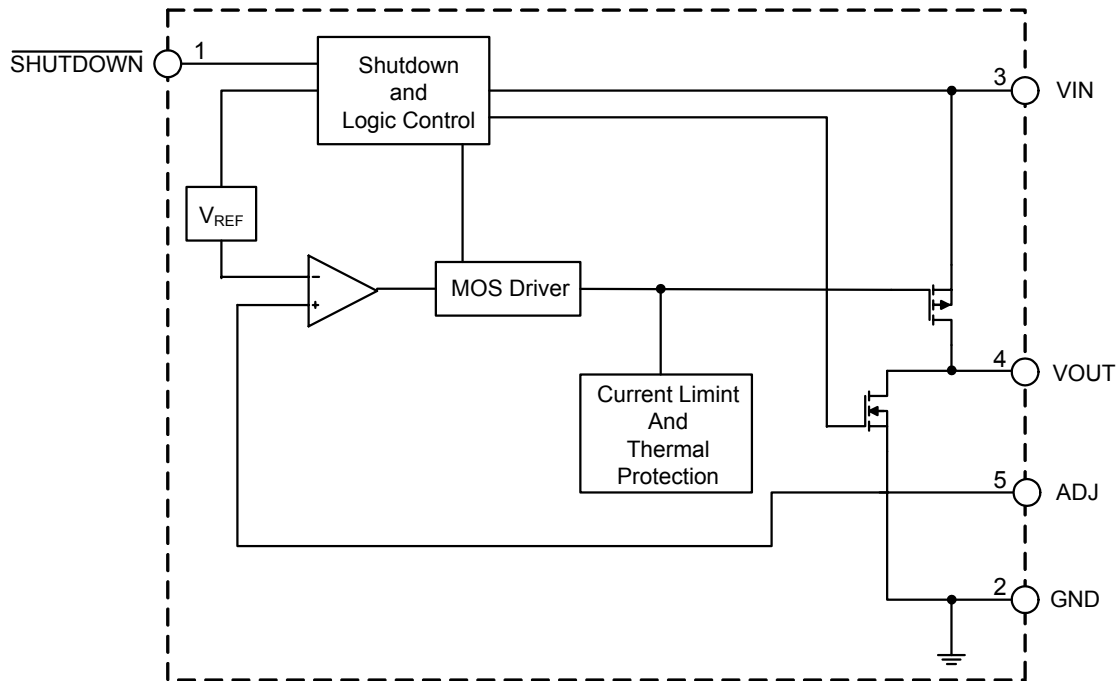 SHUTDOWN
1
Shutdown
and
Logic Control
3
VIN
VREF
-
+
MOS Driver
4
VOUT
Current Limint
And
Thermal
Protection
5
ADJ
2
GND